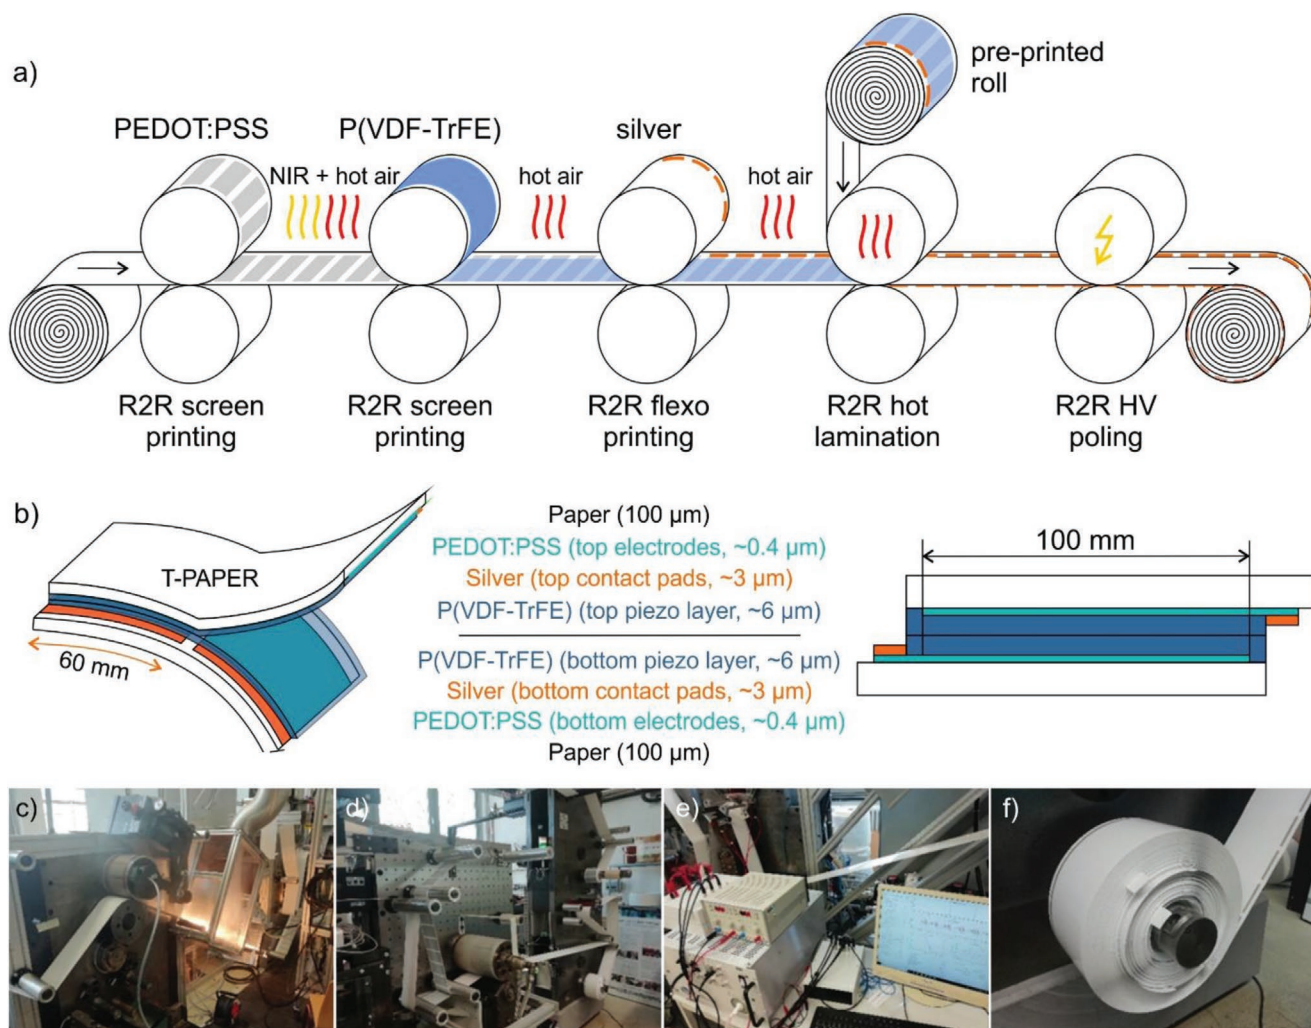 a)
pre-printed
roll
PEDOT:PSS
P(VDF-TrFE)
silver
NIR + hot air
hot air
hot air
R2R screen
printing
R2R screen
printing
R2R flexo
printing
R2R hot
lamination
R2R HV
poling
b)
T-PAPER
60 mm
Paper (100 µm)
PEDOT:PSS (top electrodes, ~0.4 µm)
Silver (top contact pads, ~3 µm)
P(VDF-TrFE) (top piezo layer, ~6 µm)
P(VDF-TrFE) (bottom piezo layer, ~6 µm)
Silver (bottom contact pads, ~3 µm)
PEDOT:PSS (bottom electrodes, ~0.4 µm)
Paper (100 µm)
100 mm
c)
d)
e)
f)